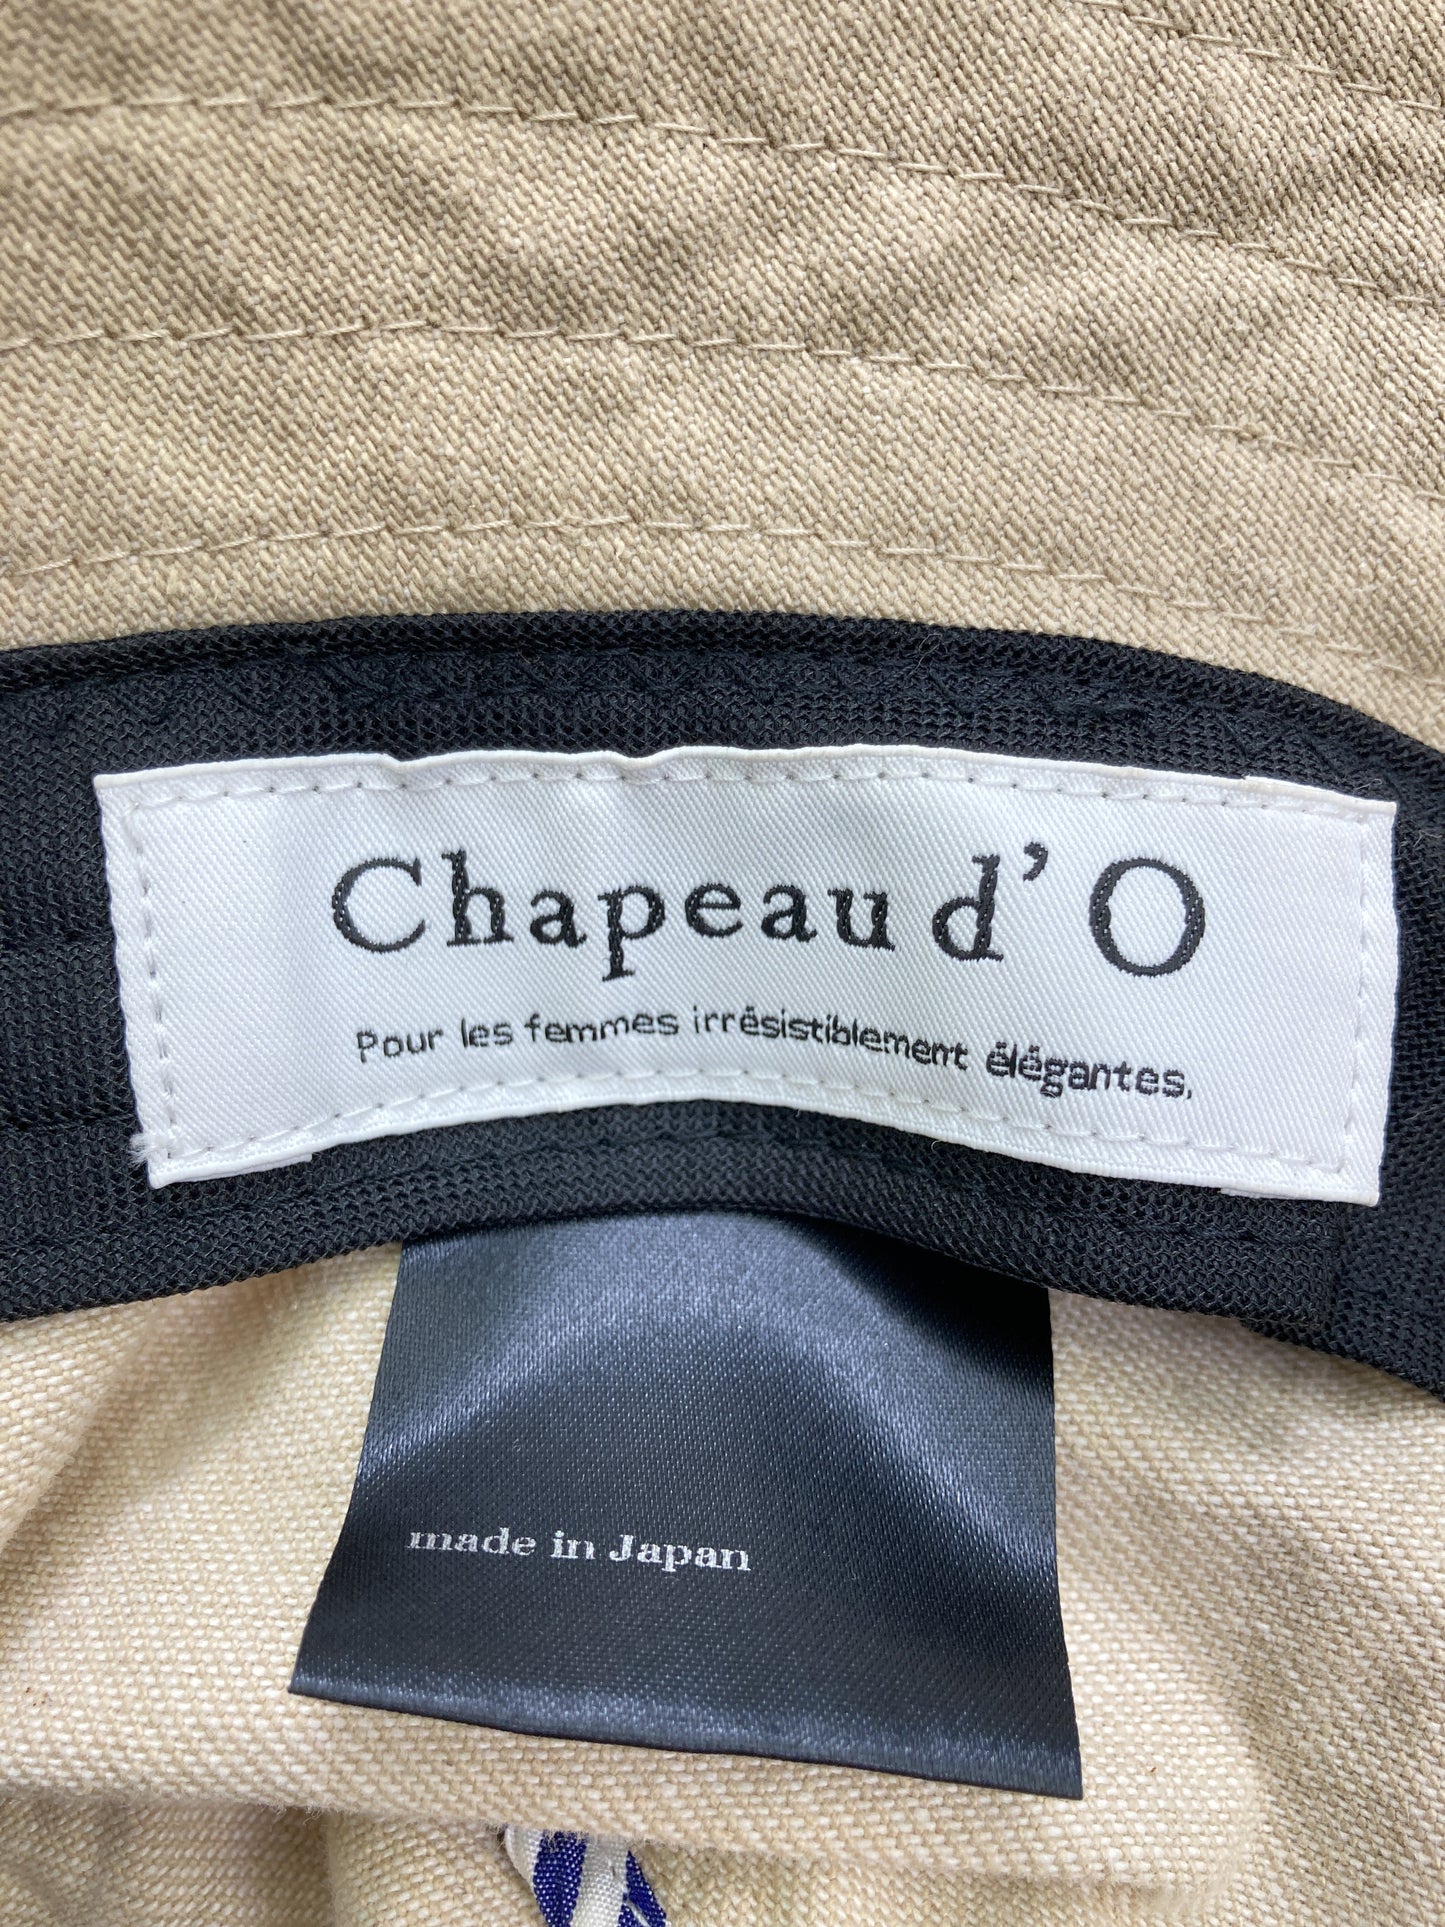 Chapeau d'O
Pour les femmes irrésistiblement élégantes.
made in Japan